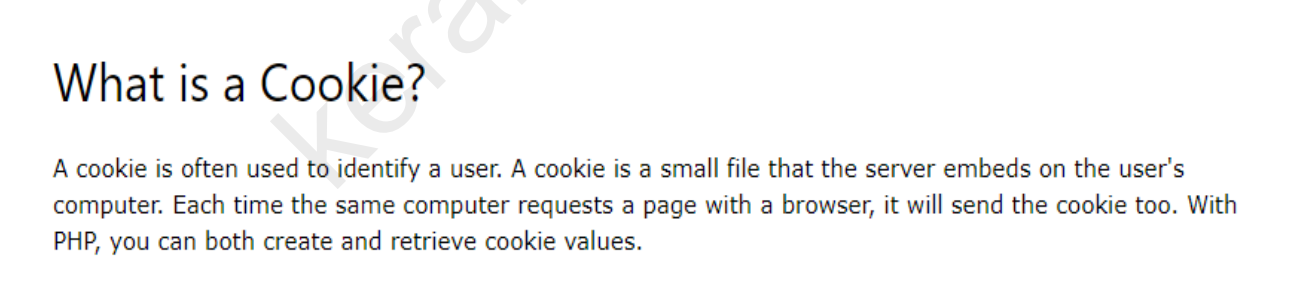 What is a Cookie?
A cookie is often used to identify a user. A cookie is a small file that the server embeds on the user's
computer. Each time the same computer requests a page with a browser, it will send the cookie too. With
PHP, you can both create and retrieve cookie values.